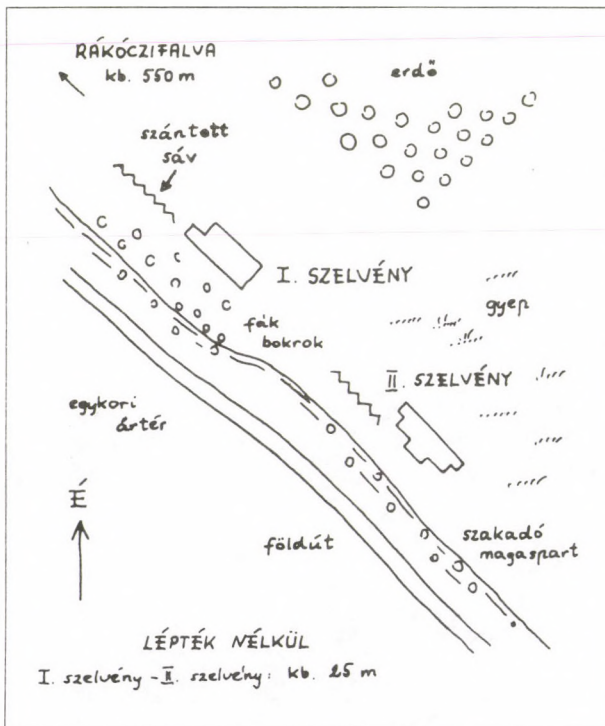 RÁKÓCZIFALVA
kb. 550 m
erdő
szántott
sáv
I. SZELVÉNY
gyep
fák
bokrok
II. SZELVÉNY
egykori
ártér
É
földút
szakadó
magaspart
LÉPTÉK NÉLKÜL
I. szelvény - II. szelvény: kb. 25 m